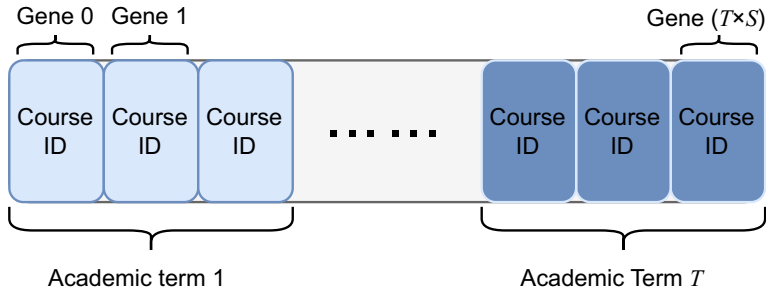 Gene 0 Gene 1 Gene (T×S)
Course ID
Course ID
Course ID
......
Course ID
Course ID
Course ID
Academic term 1 Academic Term T